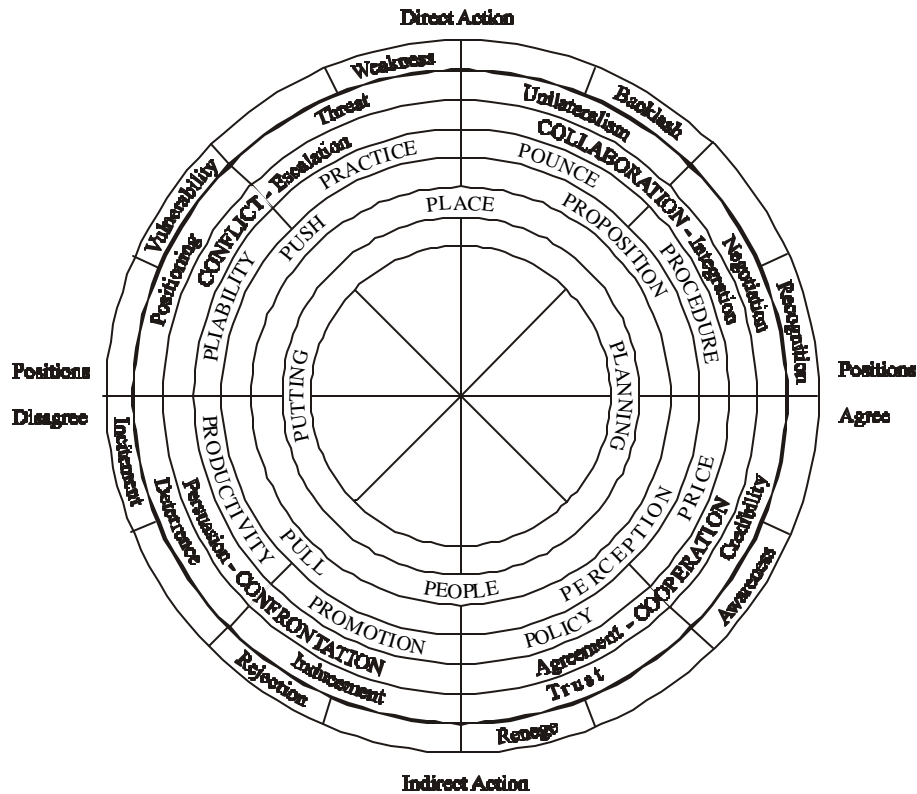 Direct Action
Weakness
Backlash
Threat
Unilateralism
COLLABORATION - Integration
CONFLICT - Escalation
PRACTICE
POUNCE
Vulnerability
PLACE
PROPOSITION
PUSH
Positioning
Negotiation
PROCEDURE
PLIABILITY
Recognition
Positions
PUTTING
PLANNING
Positions
Disagree
Agree
Incitement
PRODUCTIVITY
PRICE
Credibility
Deterrence
Persuasion - CONFRONTATION
PULL
PERCEPTION
Awareness
PEOPLE
PROMOTION
POLICY
Agreement - COOPERATION
Rejection
Inducement
Trust
Renege
Indirect Action